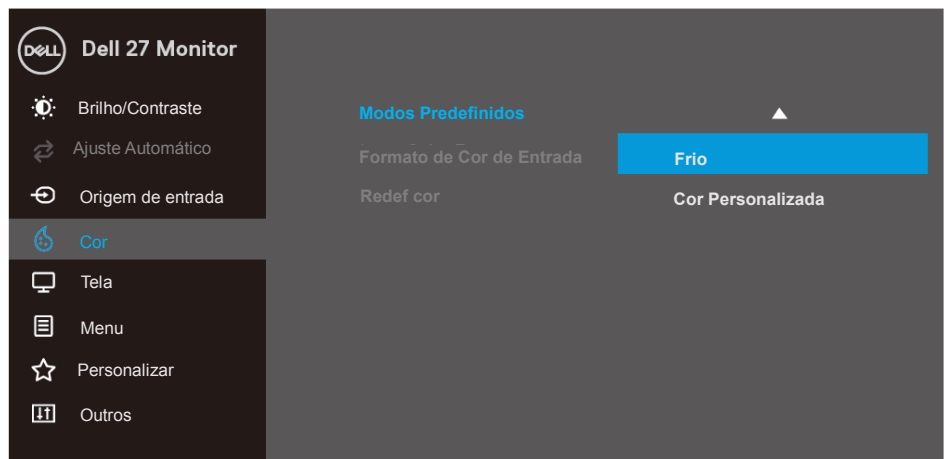 DELL Dell 27 Monitor
Brilho/Contraste
Modos Predefinidos
Ajuste Automático
Formato de Cor de Entrada
Frio
Origem de entrada
Redef cor
Cor Personalizada
Cor
Tela
Menu
Personalizar
Outros